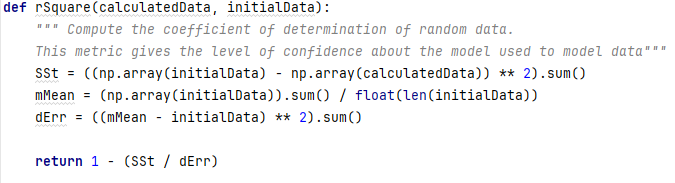 def rSquare(calculatedData, initialData):
""" Compute the coefficient of determination of random data.
This metric gives the level of confidence about the model used to model data"""
SSt = ((np.array(initialData) - np.array(calculatedData)) ** 2).sum()
mMean = (np.array(initialData)).sum() / float(len(initialData))
dErr = ((mMean - initialData) ** 2).sum()
return 1 - (SSt / dErr)